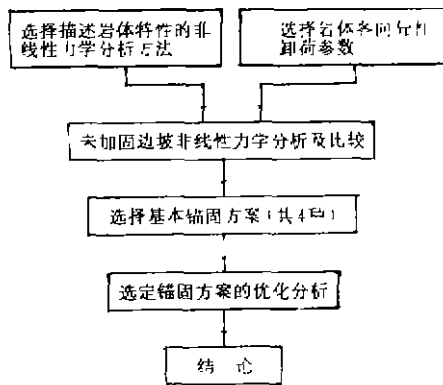 选择描述岩体特性的非
线性力学分析方法
选择岩体各向异性
卸荷参数
未加固边坡非线性力学分析及比较
选择基本锚固方案(共4种)
选定锚固方案的优化分析
结 论